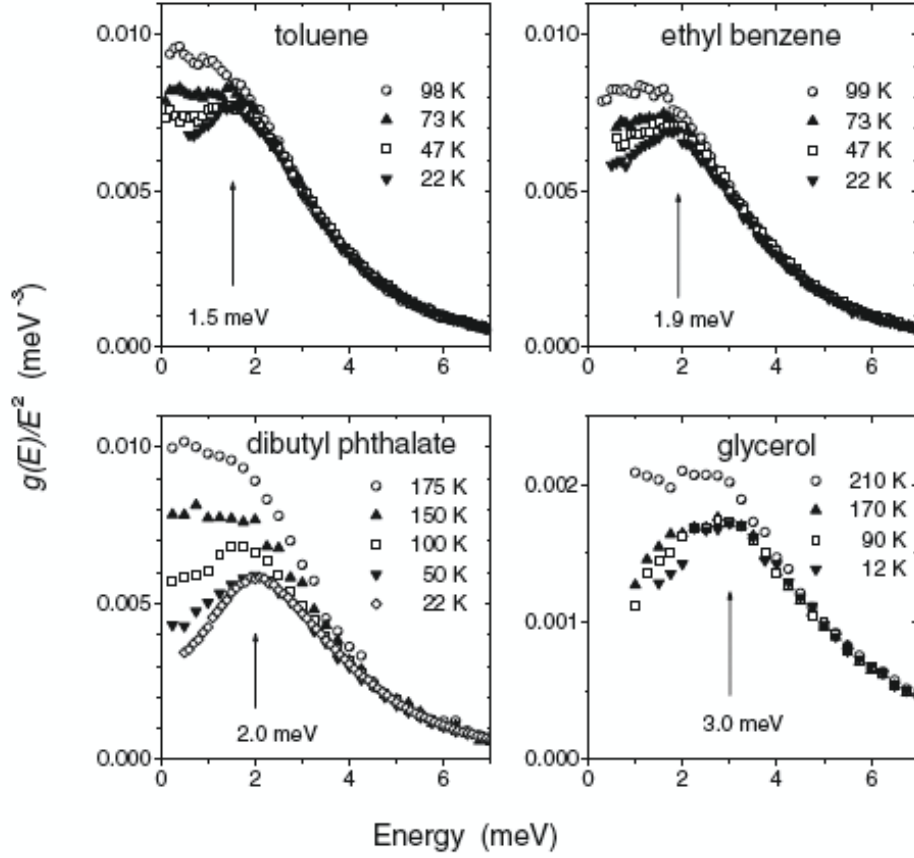 toluene
0.010
98 K
73 K
47 K
22 K
0.005
1.5 meV
0.000
0 2 4 6
ethyl benzene
0.010
99 K
73 K
47 K
22 K
0.005
1.9 meV
0.000
0 2 4 6
g(E)/E² (meV⁻³)
dibutyl phthalate
0.010
175 K
150 K
100 K
50 K
22 K
0.005
2.0 meV
0.000
0 2 4 6
glycerol
0.002
210 K
170 K
90 K
12 K
0.001
3.0 meV
0.000
0 2 4 6
Energy (meV)